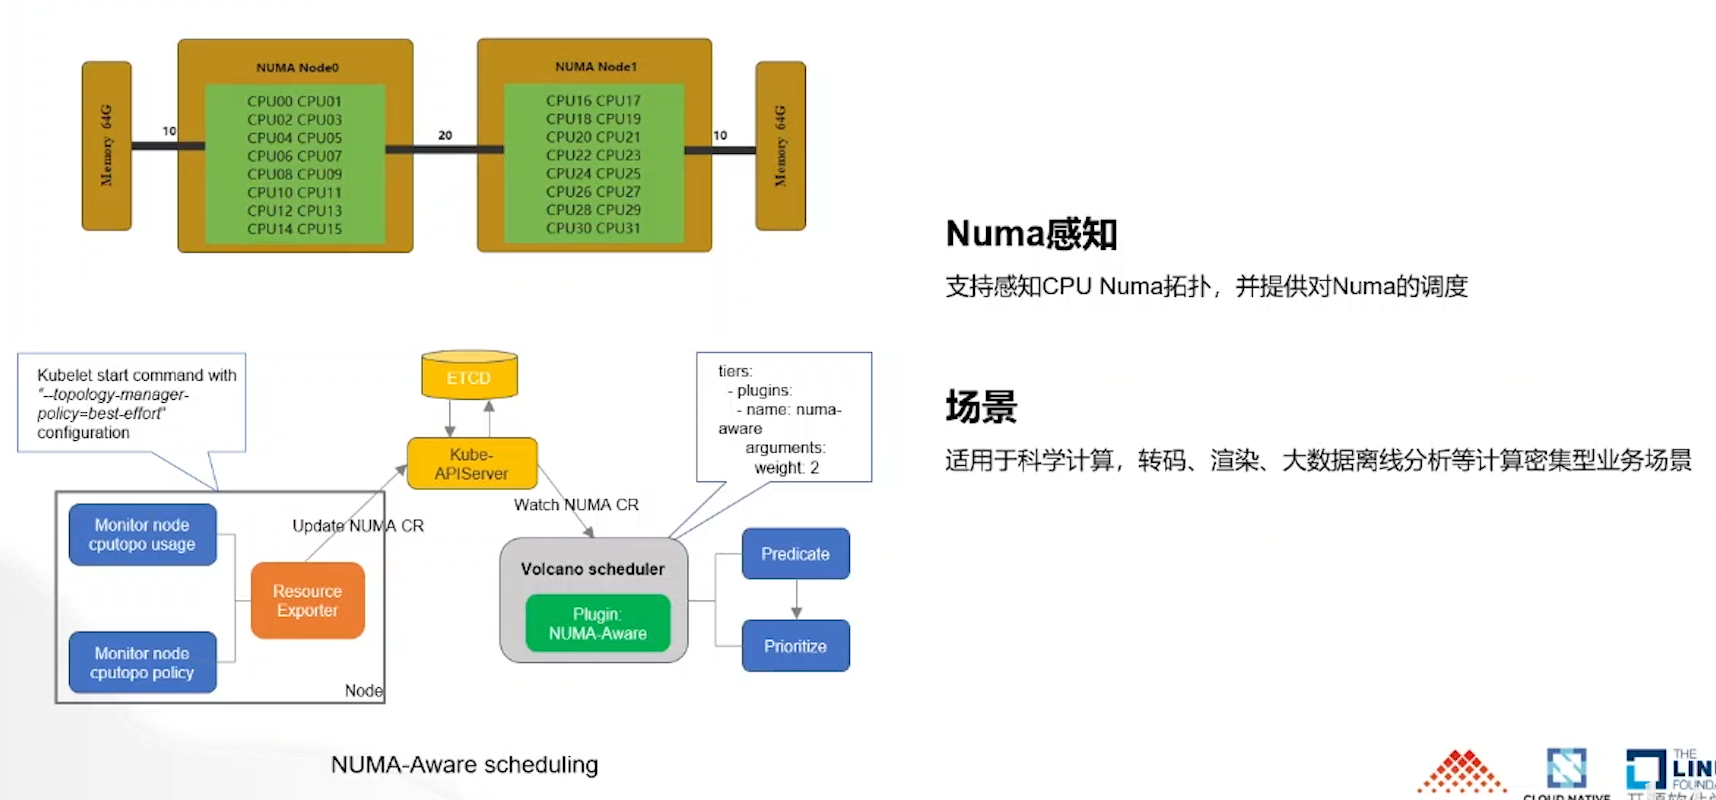 NUMA Node0
NUMA Node1
Memory 64G
10
CPU00 CPU01
CPU02 CPU03
CPU04 CPU05
CPU06 CPU07
CPU08 CPU09
CPU10 CPU11
CPU12 CPU13
CPU14 CPU15
20
CPU16 CPU17
CPU18 CPU19
CPU20 CPU21
CPU22 CPU23
CPU24 CPU25
CPU26 CPU27
CPU28 CPU29
CPU30 CPU31
10
Memory 64G
Numa感知
支持感知CPU Numa拓扑，并提供对Numa的调度
场景
适用于科学计算，转码、渲染、大数据离线分析等计算密集型业务场景
Kubelet start command with
"--topology-manager-
policy=best-effort"
configuration
ETCD
Kube-
APIServer
tiers:
- plugins:
- name: numa-
aware
arguments:
weight: 2
Update NUMA CR
Watch NUMA CR
Monitor node
cputopo usage
Resource
Exporter
Monitor node
cputopo policy
Node
Volcano scheduler
Plugin:
NUMA-Aware
Predicate
Prioritize
NUMA-Aware scheduling
CLOUD NATIVE
THE